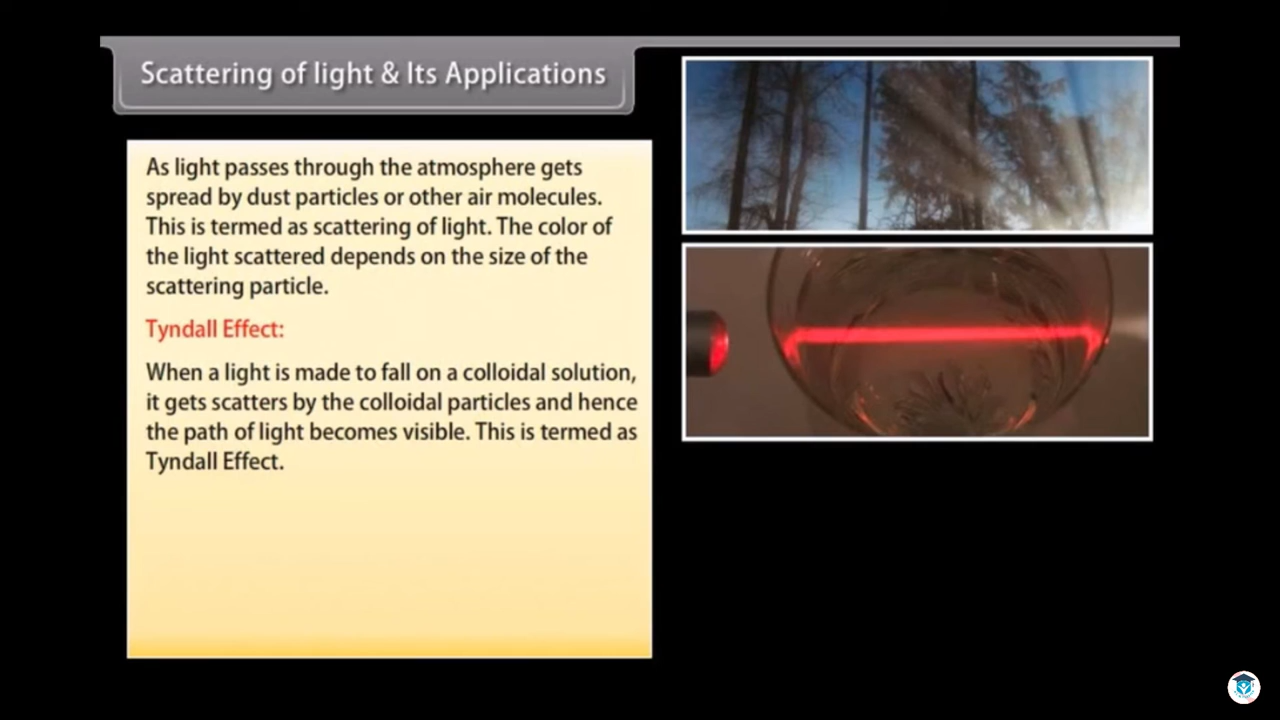 Scattering of light & Its Applications
As light passes through the atmosphere gets
spread by dust particles or other air molecules.
This is termed as scattering of light. The color of
the light scattered depends on the size of the
scattering particle.
Tyndall Effect:
When a light is made to fall on a colloidal solution,
it gets scatters by the colloidal particles and hence
the path of light becomes visible. This is termed as
Tyndall Effect.